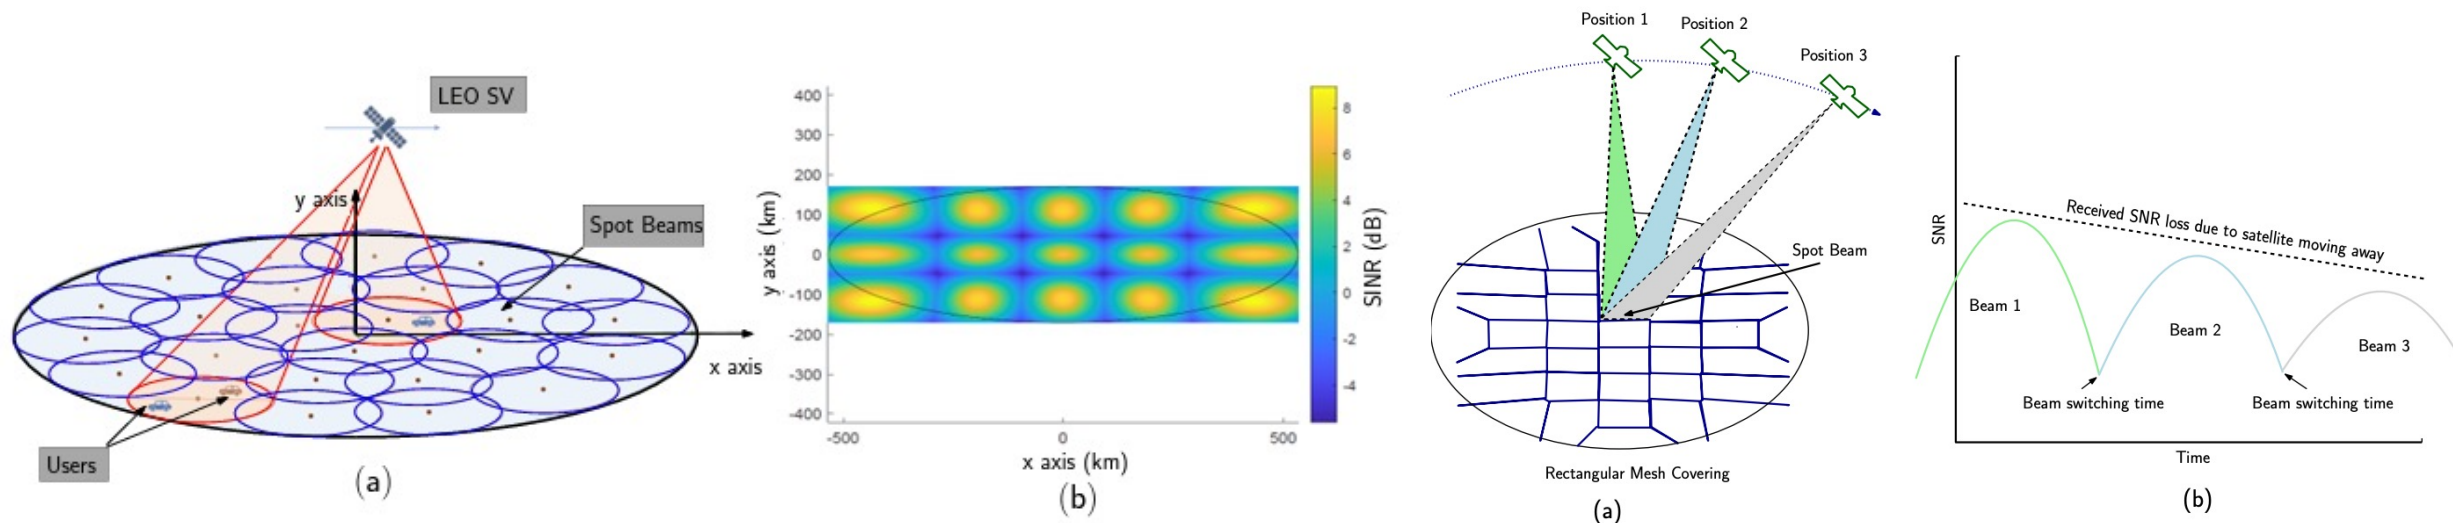 LEO SV
y axis
Spot Beams
x axis
Users
(a)
400
300
200
100
0
-100
-200
-300
-400
y axis (km)
-500
0
500
x axis (km)
8
6
4
2
0
-2
-4
SINR (dB)
(b)
Position 1
Position 2
Position 3
Spot Beam
Rectangular Mesh Covering
(a)
SNR
Received SNR loss due to satellite moving away
Beam 1
Beam 2
Beam 3
Beam switching time
Beam switching time
Time
(b)